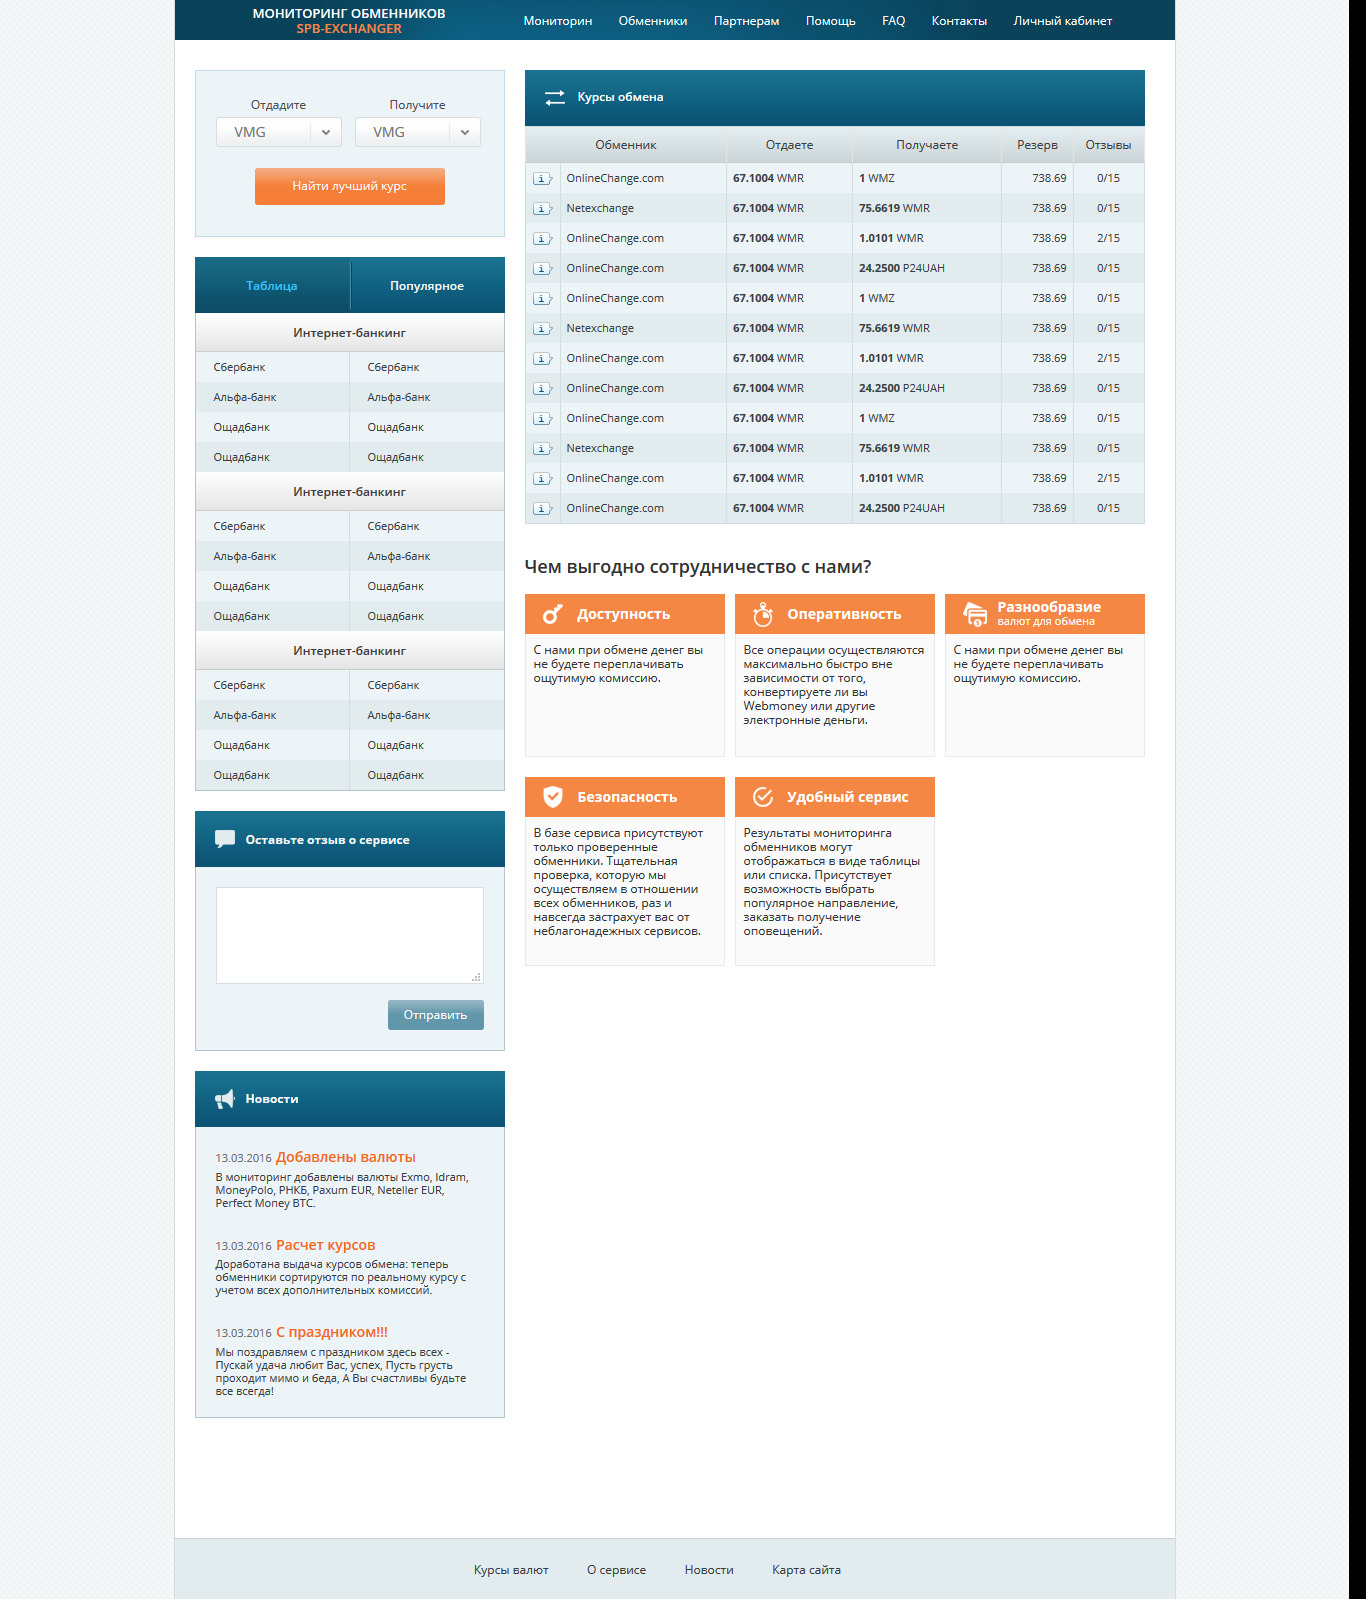 МОНИТОРИНГ ОБМЕННИКОВ
SPB-EXCHANGER
Мониторин Обменники Партнерам Помощь FAQ Контакты Личный кабинет
Отдадите Получите
VMG VMG
Найти лучший курс
Таблица Популярное
Интернет-банкинг
Сбербанк Сбербанк
Альфа-банк Альфа-банк
Ощадбанк Ощадбанк
Ощадбанк Ощадбанк
Интернет-банкинг
Сбербанк Сбербанк
Альфа-банк Альфа-банк
Ощадбанк Ощадбанк
Ощадбанк Ощадбанк
Интернет-банкинг
Сбербанк Сбербанк
Альфа-банк Альфа-банк
Ощадбанк Ощадбанк
Ощадбанк Ощадбанк
Оставьте отзыв о сервисе
Отправить
Новости
13.03.2016 Добавлены валюты
В мониторинг добавлены валюты Exmo, Idram,
MoneyPolo, РНКБ, Paxum EUR, Neteller EUR,
Perfect Money BTC.
13.03.2016 Расчет курсов
Доработана выдача курсов обмена: теперь
обменники сортируются по реальному курсу с
учетом всех дополнительных комиссий.
13.03.2016 С праздником!!!
Мы поздравляем с праздником здесь всех -
Пускай удача любит Вас, успех, Пусть грусть
проходит мимо и беда, А Вы счастливы будьте
все всегда!
Курсы обмена
Обменник Отдаете Получаете Резерв Отзывы
i OnlineChange.com 67.1004 WMR 1 WMZ 738.69 0/15
i Netexchange 67.1004 WMR 75.6619 WMR 738.69 0/15
i OnlineChange.com 67.1004 WMR 1.0101 WMR 738.69 2/15
i OnlineChange.com 67.1004 WMR 24.2500 P24UAH 738.69 0/15
i OnlineChange.com 67.1004 WMR 1 WMZ 738.69 0/15
i Netexchange 67.1004 WMR 75.6619 WMR 738.69 0/15
i OnlineChange.com 67.1004 WMR 1.0101 WMR 738.69 2/15
i OnlineChange.com 67.1004 WMR 24.2500 P24UAH 738.69 0/15
i OnlineChange.com 67.1004 WMR 1 WMZ 738.69 0/15
i Netexchange 67.1004 WMR 75.6619 WMR 738.69 0/15
i OnlineChange.com 67.1004 WMR 1.0101 WMR 738.69 2/15
i OnlineChange.com 67.1004 WMR 24.2500 P24UAH 738.69 0/15
Чем выгодно сотрудничество с нами?
Доступность
С нами при обмене денег вы
не будете переплачивать
ощутимую комиссию.
Оперативность
Все операции осуществляются
максимально быстро вне
зависимости от того,
конвертируете ли вы
Webmoney или другие
электронные деньги.
Разнообразие
валют для обмена
С нами при обмене денег вы
не будете переплачивать
ощутимую комиссию.
Безопасность
В базе сервиса присутствуют
только проверенные
обменники. Тщательная
проверка, которую мы
осуществляем в отношении
всех обменников, раз и
навсегда застрахует вас от
неблагонадежных сервисов.
Удобный сервис
Результаты мониторинга
обменников могут
отображаться в виде таблицы
или списка. Присутствует
возможность выбрать
популярное направление,
заказать получение
оповещений.
Курсы валют О сервисе Новости Карта сайта